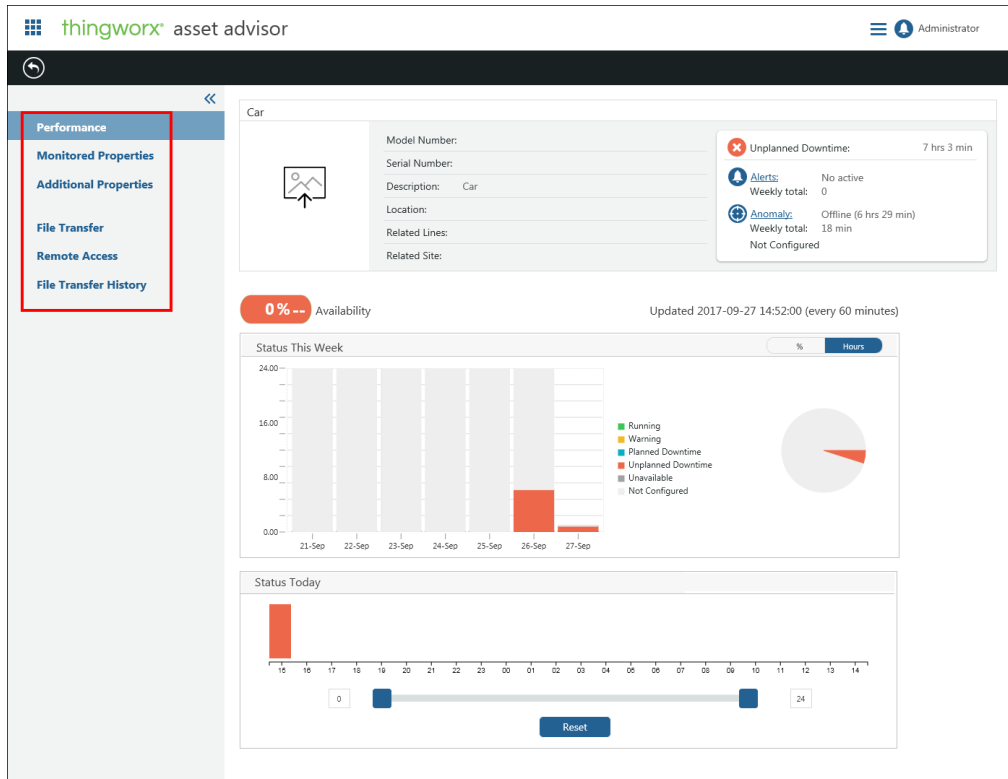 thingworx® asset advisor
Administrator
Performance
Monitored Properties
Additional Properties
File Transfer
Remote Access
File Transfer History
Car
Model Number:
Serial Number:
Description: Car
Location:
Related Lines:
Related Site:
Unplanned Downtime: 7 hrs 3 min
Alerts: No active
Weekly total: 0
Anomaly: Offline (6 hrs 29 min)
Weekly total: 18 min
Not Configured
0 % -- Availability
Updated 2017-09-27 14:52:00 (every 60 minutes)
Status This Week
% Hours
24.00
16.00
8.00
0.00
21-Sep 22-Sep 23-Sep 24-Sep 25-Sep 26-Sep 27-Sep
Running
Warning
Planned Downtime
Unplanned Downtime
Unavailable
Not Configured
Status Today
15 16 17 18 19 20 21 22 23 00 01 02 03 04 05 06 07 08 09 10 11 12 13 14
0 24
Reset